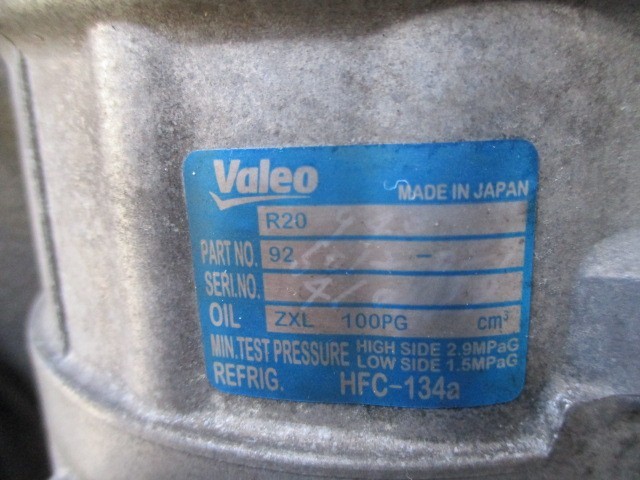 Valeo
MADE IN JAPAN
R20
PART NO. 92 -
SERI.NO.
OIL ZXL 100PG cm³
MIN.TEST PRESSURE HIGH SIDE 2.9MPaG
LOW SIDE 1.5MPaG
REFRIG. HFC-134a